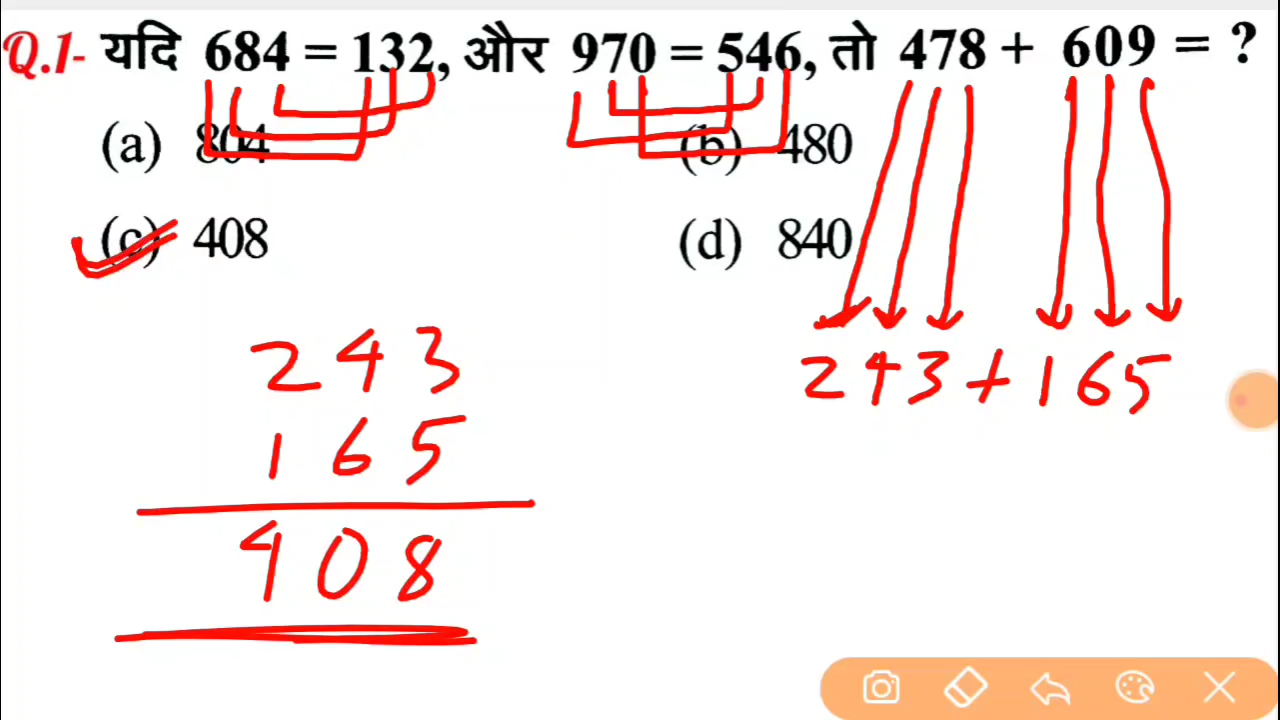 Q.1- यदि 684 = 132, और 970 = 546, तो 478 + 609 = ?
(a) 804 (b) 480
(c) 408 (d) 840
243+165
243
165
408